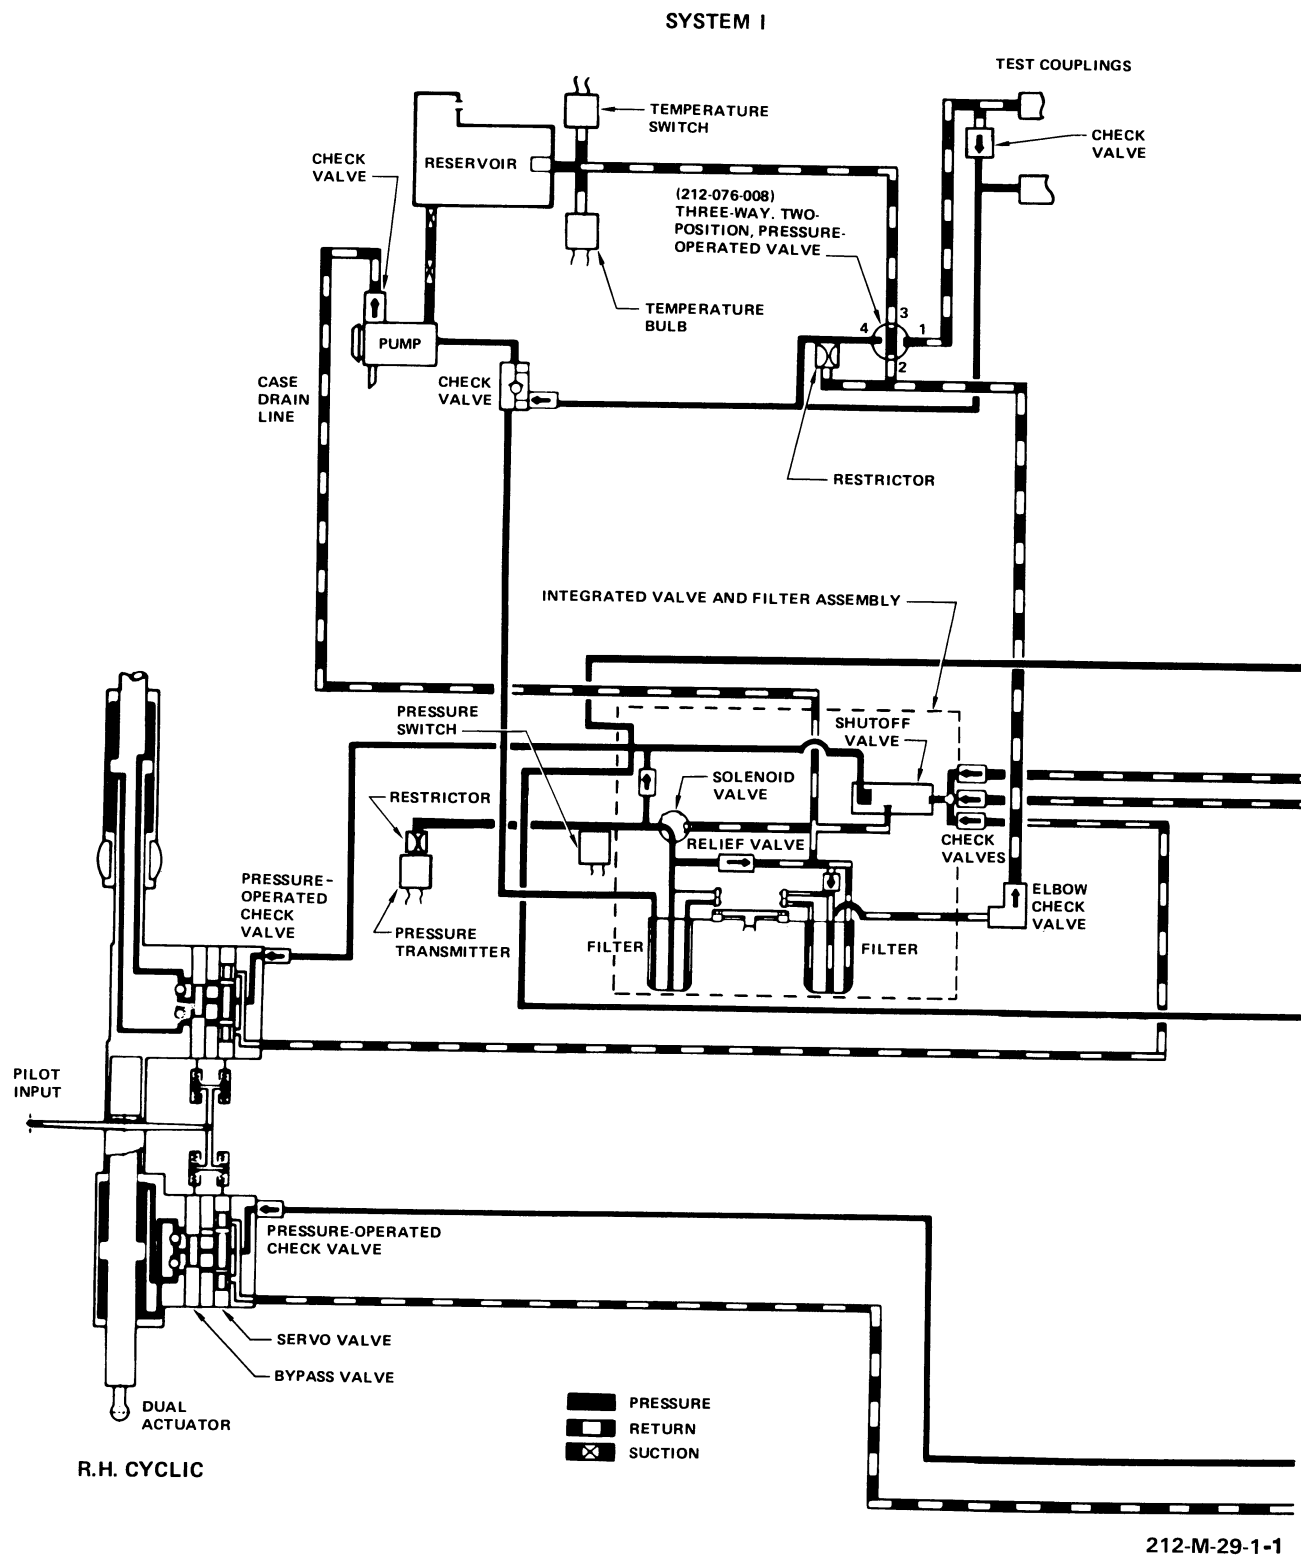 SYSTEM I
TEST COUPLINGS
TEMPERATURE
SWITCH
CHECK
VALVE
CHECK
VALVE
RESERVOIR
(212-076-008)
THREE-WAY. TWO-
POSITION, PRESSURE-
OPERATED VALVE
TEMPERATURE
BULB
3
4
1
2
PUMP
CASE
DRAIN
LINE
CHECK
VALVE
RESTRICTOR
INTEGRATED VALVE AND FILTER ASSEMBLY
PRESSURE
SWITCH
SHUTOFF
VALVE
SOLENOID
VALVE
RESTRICTOR
RELIEF VALVE
CHECK
VALVES
PRESSURE-
OPERATED
CHECK
VALVE
ELBOW
CHECK
VALVE
PRESSURE
TRANSMITTER
FILTER
FILTER
PILOT
INPUT
PRESSURE-OPERATED
CHECK VALVE
SERVO VALVE
BYPASS VALVE
DUAL
ACTUATOR
PRESSURE
RETURN
SUCTION
R.H. CYCLIC
212-M-29-1-1